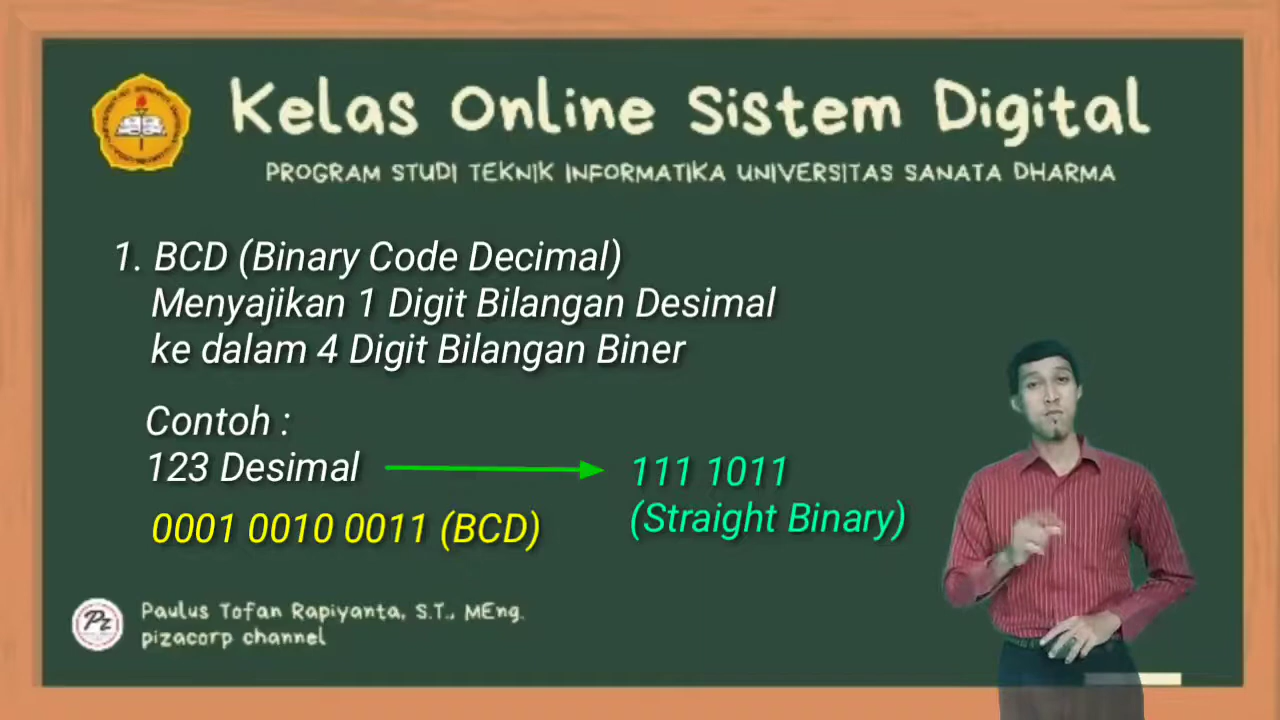 Kelas Online Sistem Digital
PROGRAM STUDI TEKNIK INFORMATIKA UNIVERSITAS SANATA DHARMA
1. BCD (Binary Code Decimal)
Menyajikan 1 Digit Bilangan Desimal
ke dalam 4 Digit Bilangan Biner
Contoh :
123 Desimal
111 1011
(Straight Binary)
0001 0010 0011 (BCD)
Pz
Paulus Tofan Rapiyanta, S.T., MEng.
pizacorp channel